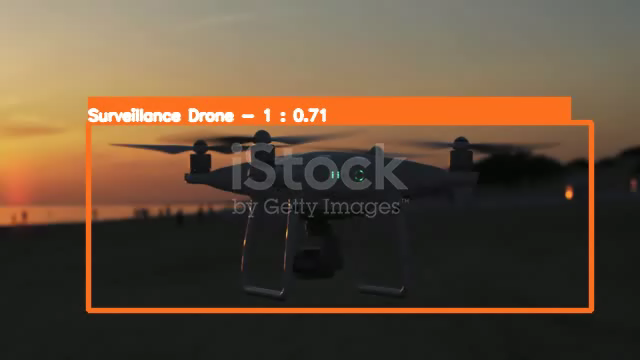 Surveillance Drone - 1 : 0.71
iStock
by Getty Images